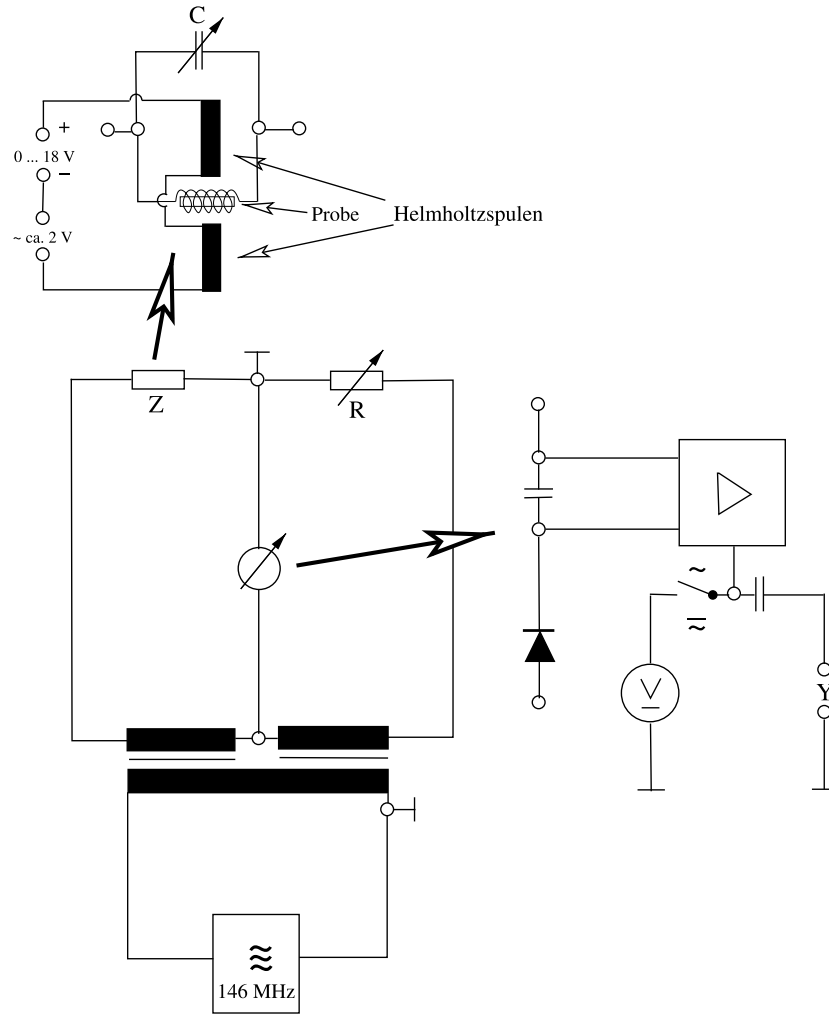 C
+
0 ... 18 V
−
~ ca. 2 V
Probe
Helmholtzspulen
Z
R
~
V
Y
146 MHz